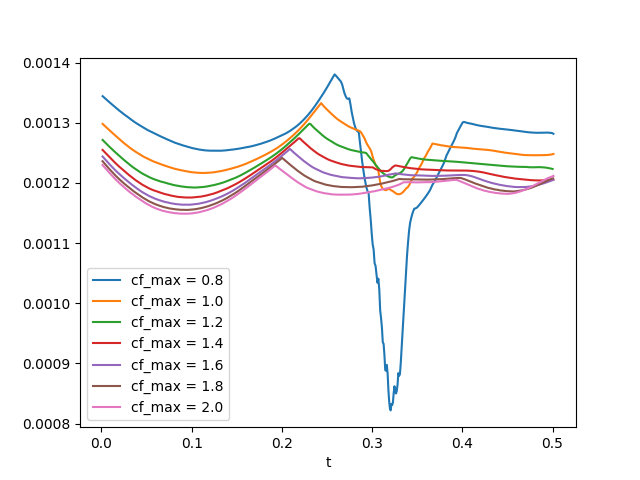 0.0014
0.0013
0.0012
0.0011
0.0010
0.0009
0.0008
cf_max = 0.8
cf_max = 1.0
cf_max = 1.2
cf_max = 1.4
cf_max = 1.6
cf_max = 1.8
cf_max = 2.0
0.0 0.1 0.2 0.3 0.4 0.5
t